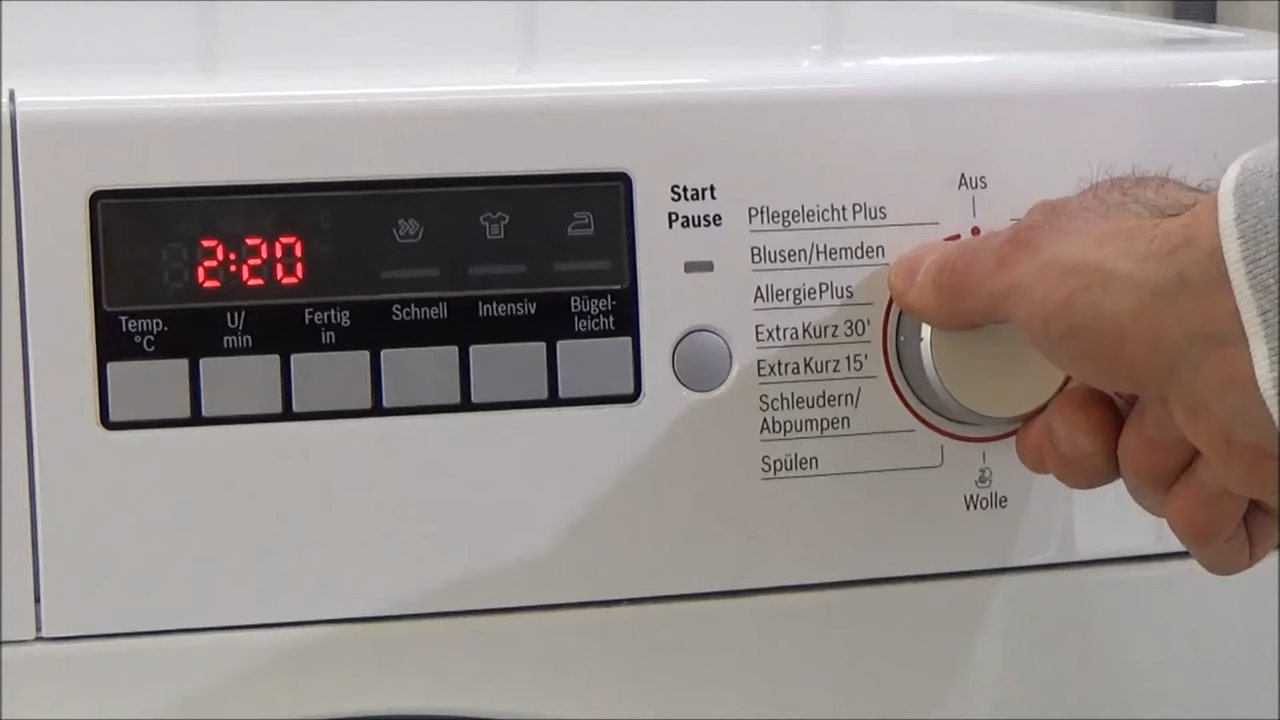 2:20
Temp.
°C
U/
min
Fertig
in
Schnell
Intensiv
Bügel-
leicht
Start
Pause
Pflegeleicht Plus
Blusen/Hemden
AllergiePlus
Extra Kurz 30'
Extra Kurz 15'
Schleudern/
Abpumpen
Spülen
Aus
Wolle